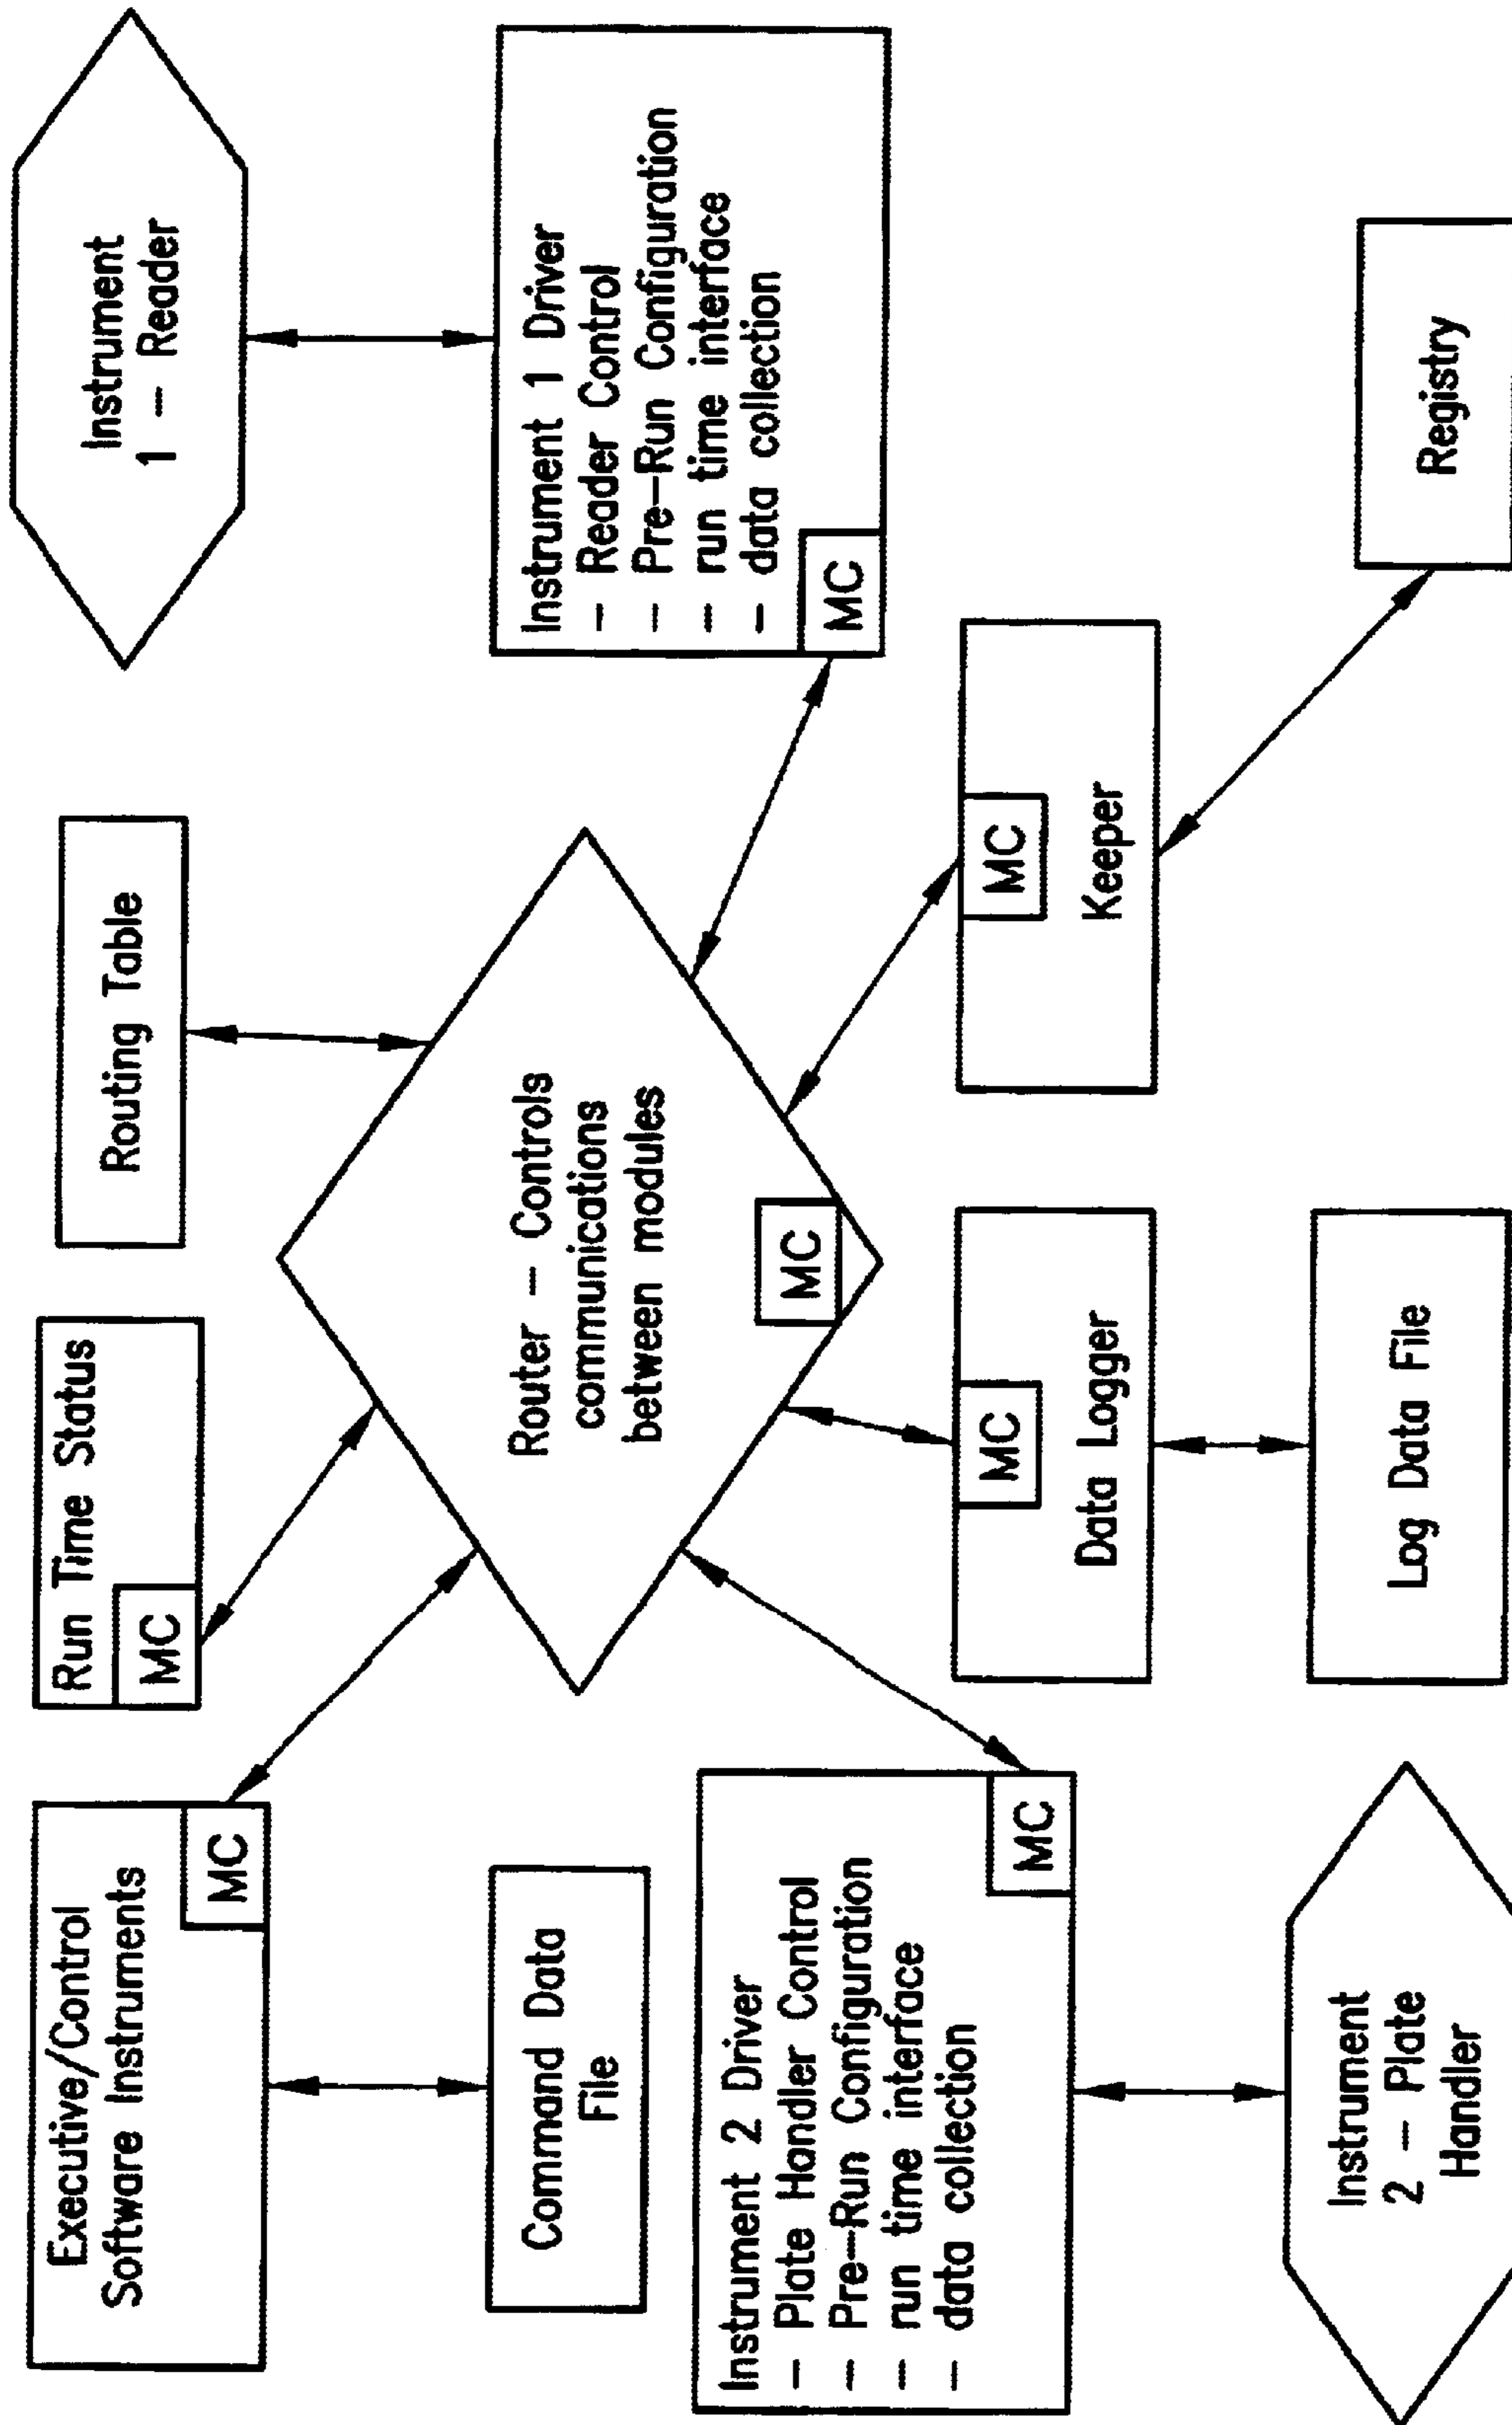 Executive/Control
Software Instruments
MC
Run Time Status
MC
Routing Table
Instrument
1 – Reader
Command Data
File
Router – Controls
communications
between modules
MC
Instrument 1 Driver
– Reader Control
– Pre–Run Configuration
– run time interface
– data collection
MC
Instrument 2 Driver
– Plate Handler Control
– Pre–Run Configuration
– run time interface
– data collection
MC
MC
Data Logger
MC
Keeper
Instrument
2 – Plate
Handler
Log Data File
Registry